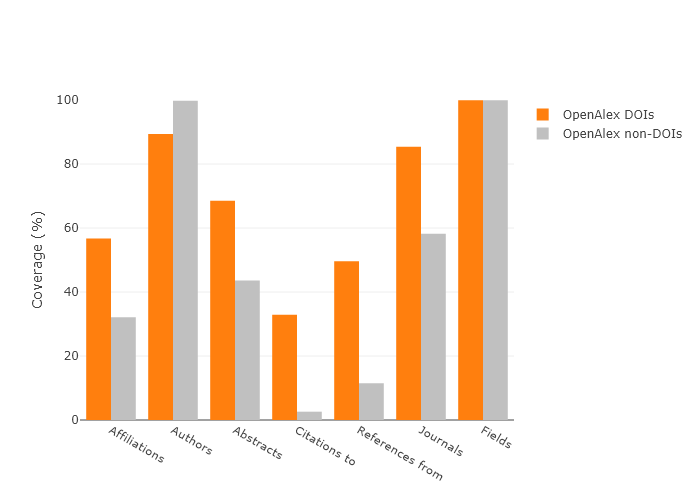 100
80
60
40
20
0
Coverage (%)
Affiliations
Authors
Abstracts
Citations to
References from
Journals
Fields
OpenAlex DOIs
OpenAlex non-DOIs